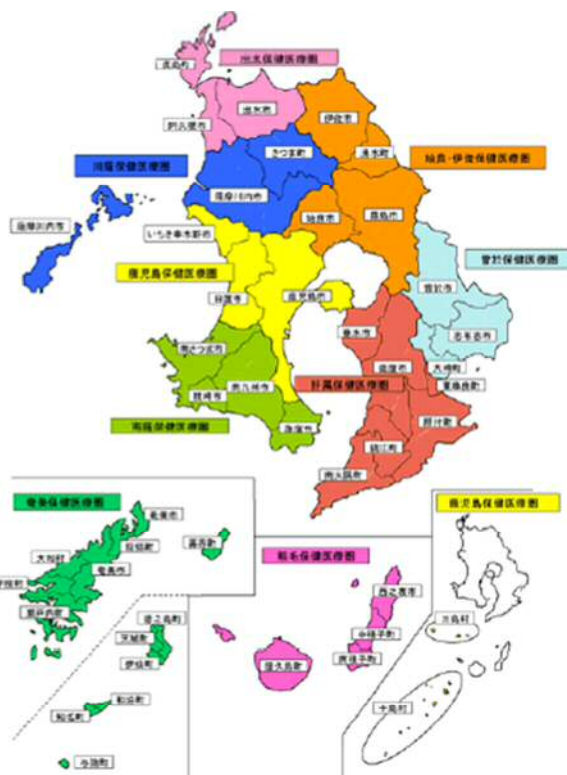 出水保健医療圏
長島町
出水市
阿久根市
伊佐市
湧水町
さつま町
川薩保健医療圏
姶良・伊佐保健医療圏
薩摩川内市
薩摩川内市
姶良市
霧島市
いちき串木野市
曽於保健医療圏
鹿児島保健医療圏
曽於市
日置市
鹿児島市
垂水市
志布志市
南さつま市
鹿屋市
大崎町
肝属保健医療圏
東串良町
枕崎市
南九州市
肝付町
南薩保健医療圏
指宿市
錦江町
南大隅町
奄美保健医療圏
鹿児島保健医療圏
奄美市
龍郷町
喜界町
熊毛保健医療圏
大和村
奄美市
宇検村
瀬戸内町
西之表市
三島村
徳之島町
中種子町
天城町
屋久島町
南種子町
伊仙町
和泊町
知名町
十島村
与論町